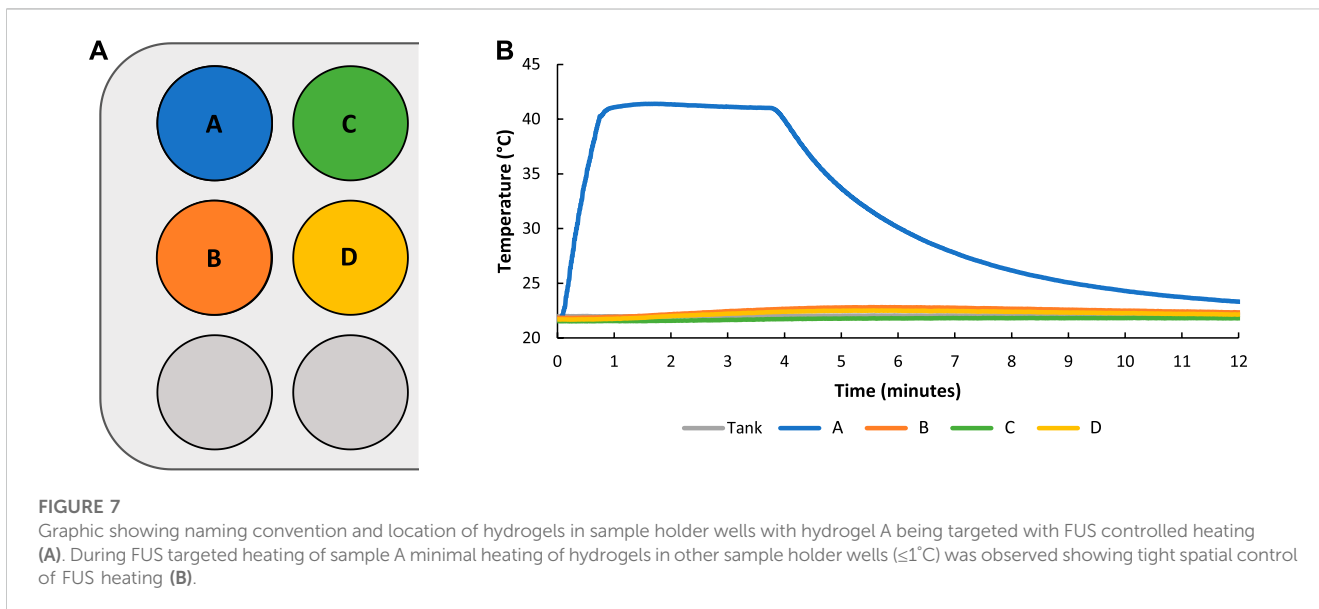 A
A
C
B
D
B
45
40
35
30
25
20
Temperature (°C)
0 1 2 3 4 5 6 7 8 9 10 11 12
Time (minutes)
Tank A B C D
FIGURE 7
Graphic showing naming convention and location of hydrogels in sample holder wells with hydrogel A being targeted with FUS controlled heating
(A). During FUS targeted heating of sample A minimal heating of hydrogels in other sample holder wells (≤1°C) was observed showing tight spatial control
of FUS heating (B).